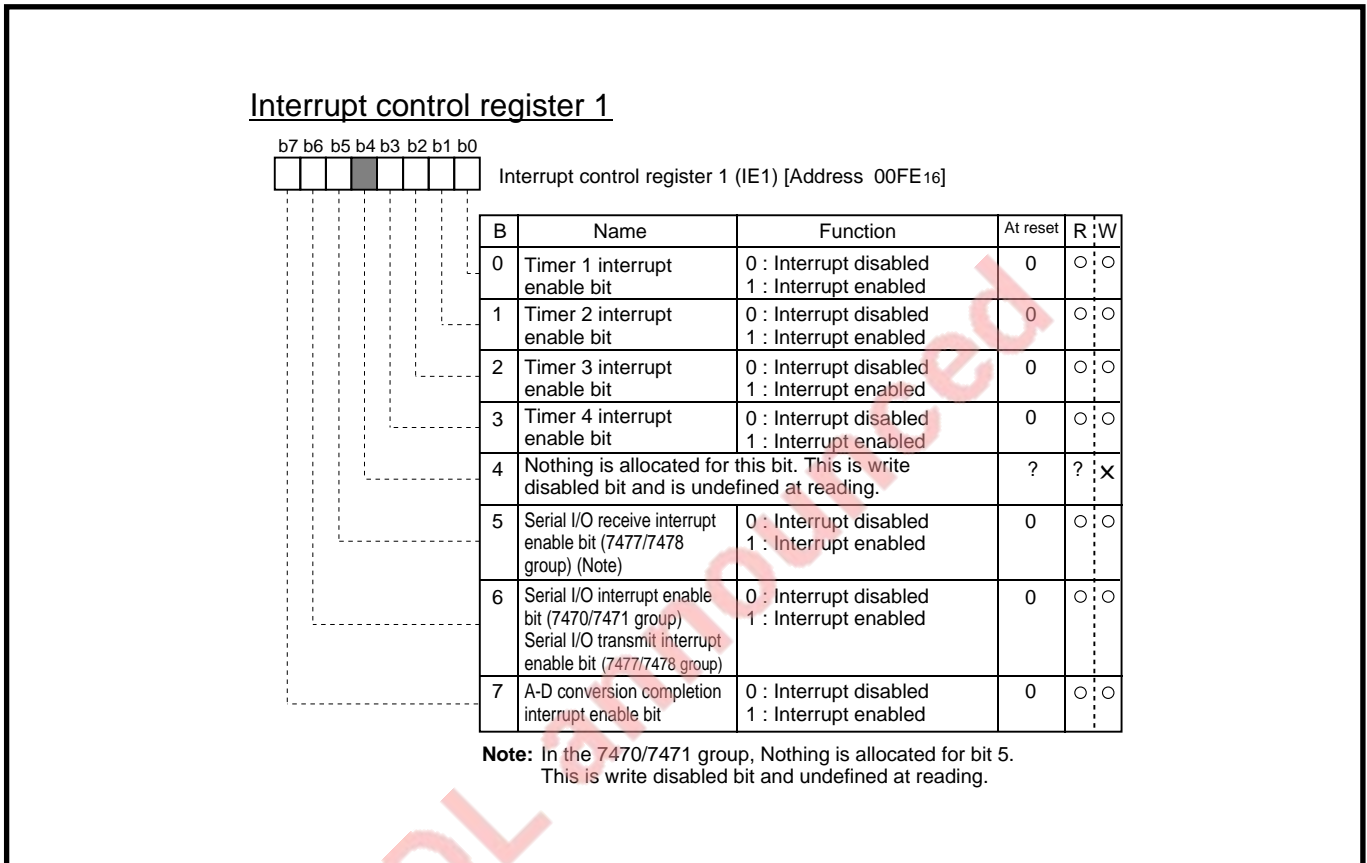 Interrupt control register 1
b7 b6 b5 b4 b3 b2 b1 b0
Interrupt control register 1 (IE1) [Address 00FE16]
B Name Function At reset R W
0 Timer 1 interrupt enable bit 0 : Interrupt disabled 0 ○ ○
1 : Interrupt enabled
1 Timer 2 interrupt enable bit 0 : Interrupt disabled 0 ○ ○
1 : Interrupt enabled
2 Timer 3 interrupt enable bit 0 : Interrupt disabled 0 ○ ○
1 : Interrupt enabled
3 Timer 4 interrupt enable bit 0 : Interrupt disabled 0 ○ ○
1 : Interrupt enabled
4 Nothing is allocated for this bit. This is write ? ? ×
disabled bit and is undefined at reading.
5 Serial I/O receive interrupt 0 : Interrupt disabled 0 ○ ○
enable bit (7477/7478 1 : Interrupt enabled
group) (Note)
6 Serial I/O interrupt enable 0 : Interrupt disabled 0 ○ ○
bit (7470/7471 group) 1 : Interrupt enabled
Serial I/O transmit interrupt
enable bit (7477/7478 group)
7 A-D conversion completion 0 : Interrupt disabled 0 ○ ○
interrupt enable bit 1 : Interrupt enabled
Note: In the 7470/7471 group, Nothing is allocated for bit 5.
This is write disabled bit and undefined at reading.
DL announced